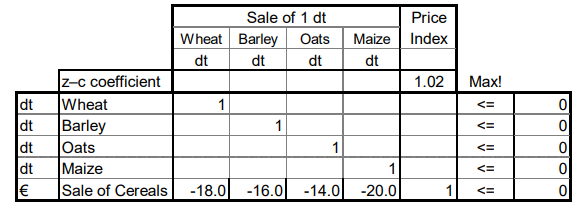 Sale of 1 dt Price
Wheat Barley Oats Maize Index
dt dt dt dt
z–c coefficient 1.02 Max!
dt Wheat 1 <= 0
dt Barley 1 <= 0
dt Oats 1 <= 0
dt Maize 1 <= 0
€ Sale of Cereals -18.0 -16.0 -14.0 -20.0 1 <= 0